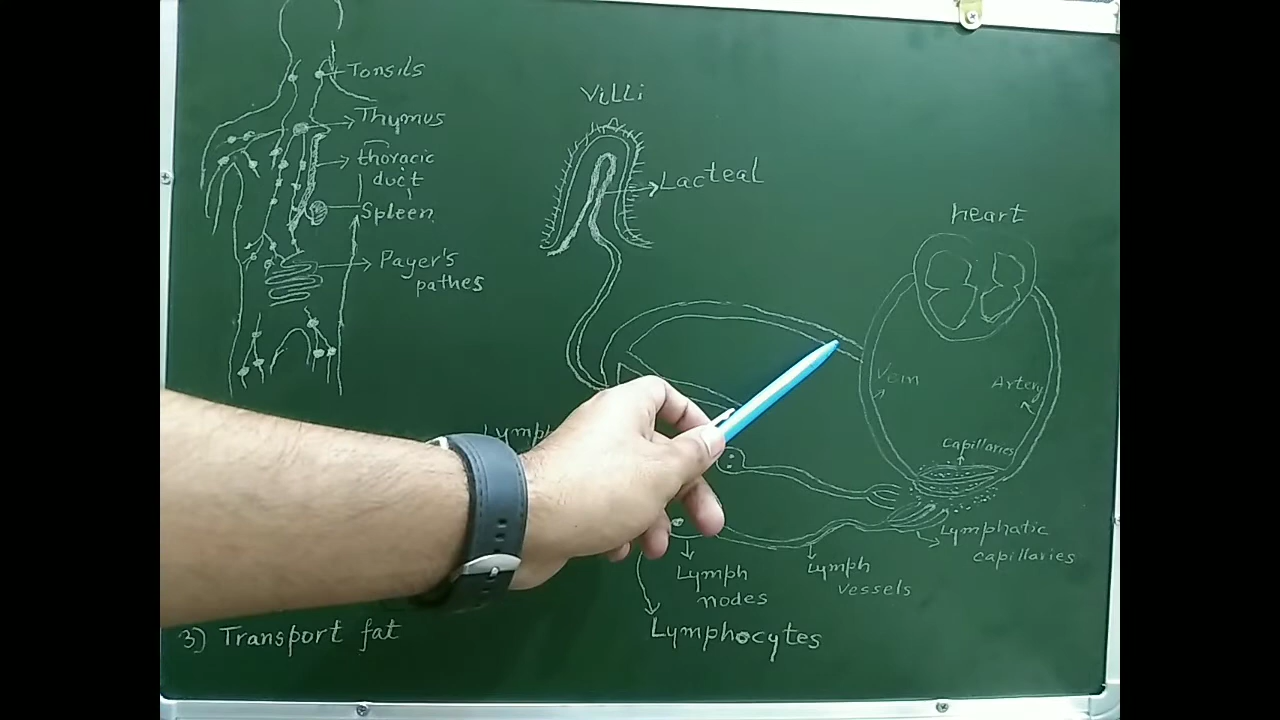 Tonsils
Thymus
thoracic
duct
Spleen
Payer's
pathes
ViLLi
Lacteal
heart
Vein
Artery
Capillaries
Lymphatic
capillaries
Lymph
Lymph
nodes
Lymph
vessels
Lymphocytes
3) Transport fat